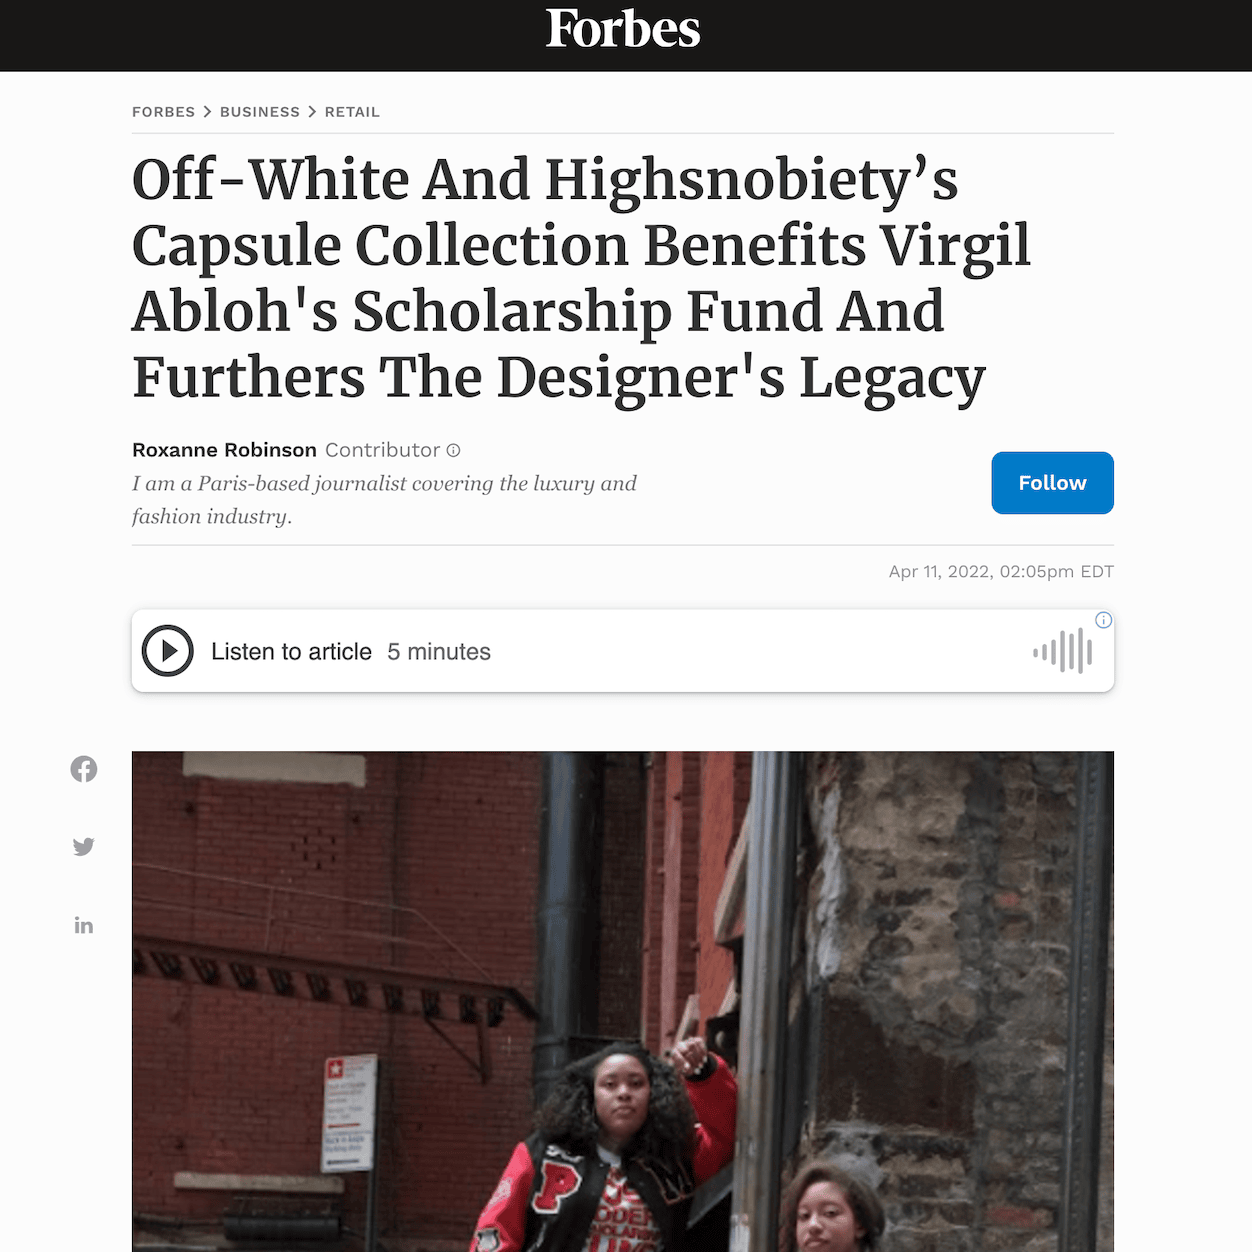 Forbes
FORBES > BUSINESS > RETAIL
Off-White And Highsnobiety’s
Capsule Collection Benefits Virgil
Abloh's Scholarship Fund And
Furthers The Designer's Legacy
Roxanne Robinson Contributor
I am a Paris-based journalist covering the luxury and
fashion industry.
Follow
Apr 11, 2022, 02:05pm EDT
Listen to article 5 minutes
in
P